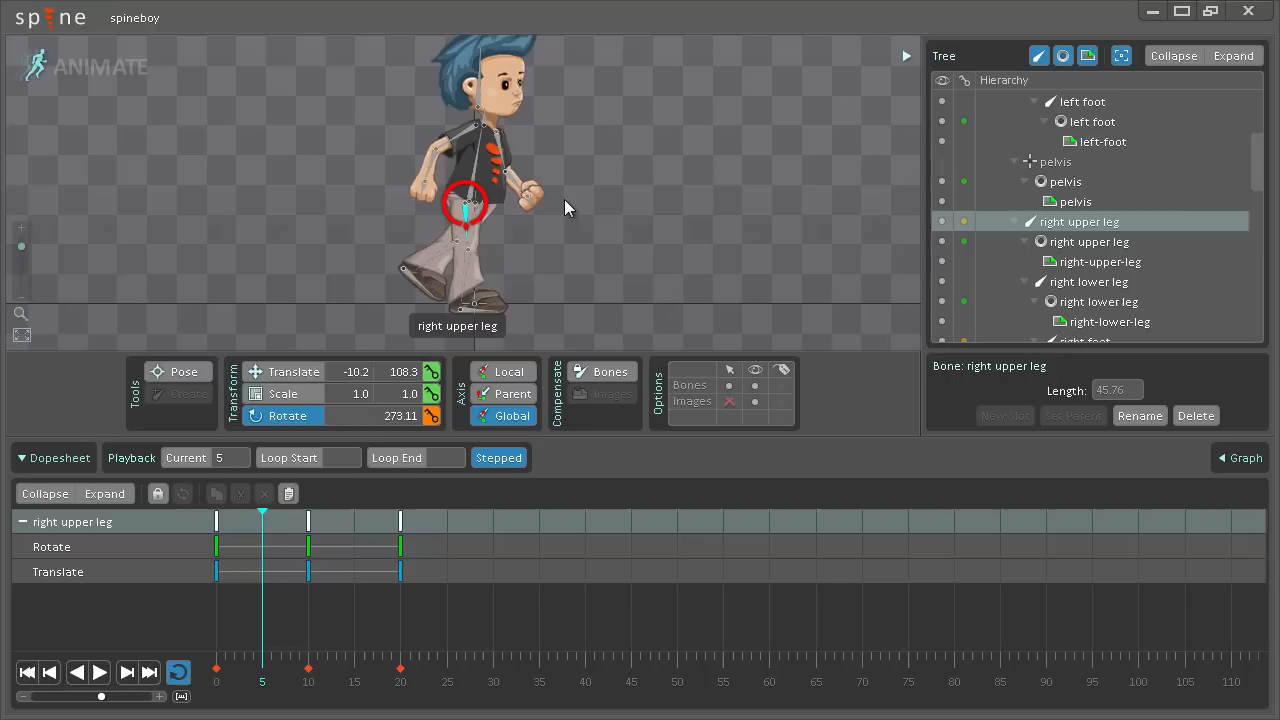 spine spineboy
ANIMATE
right upper leg
Tree Collapse Expand
Hierarchy
left foot
left foot
left-foot
pelvis
pelvis
pelvis
right upper leg
right upper leg
right-upper-leg
right lower leg
right lower leg
right-lower-leg
right foot
Tools Pose Create
Transform Translate -10.2 108.3
Scale 1.0 1.0
Rotate 273.11
Axis Local Parent Global
Compensate Bones Images
Options Bones Images
Bone: right upper leg
Length: 45.76
New Slot Set Parent Rename Delete
Dopesheet Playback Current 5 Loop Start Loop End Stepped Graph
Collapse Expand
right upper leg
Rotate
Translate
0 5 10 15 20 25 30 35 40 45 50 55 60 65 70 75 80 85 90 95 100 105 110